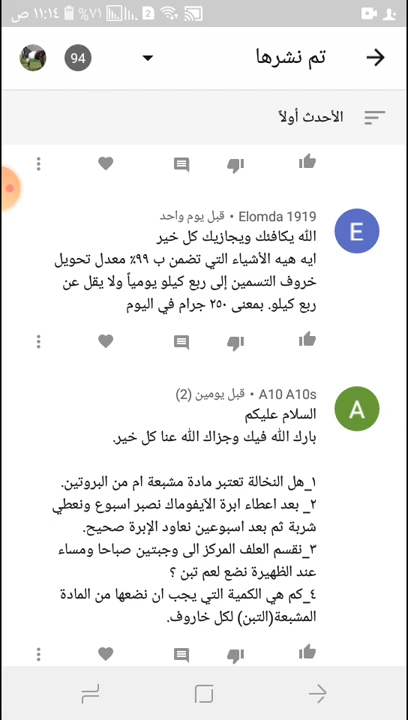 ١١:١٤ ص
٧١%
2
تم نشرها
94
الأحدث أولاً
Elomda 1919 • قبل يوم واحد
الله يكافئك ويجازيك كل خير
ايه هيه الأشياء التي تضمن ب ٩٩٪ معدل تحويل
خروف التسمين إلى ربع كيلو يومياً ولا يقل عن
ربع كيلو. بمعنى ٢٥٠ جرام في اليوم
E
A10 A10s • قبل يومين (2)
السلام عليكم
بارك الله فيك وجزاك الله عنا كل خير.
A
١_هل النخالة تعتبر مادة مشبعة ام من البروتين.
٢_ بعد اعطاء ابرة الآيفوماك نصبر اسبوع ونعطي
شربة ثم بعد اسبوعين نعاود الإبرة صحيح.
٣_نقسم العلف المركز الى وجبتين صباحا ومساء
عند الظهيرة نضع لعم تبن ؟
٤_كم هي الكمية التي يجب ان نضعها من المادة
المشبعة(التبن) لكل خاروف.